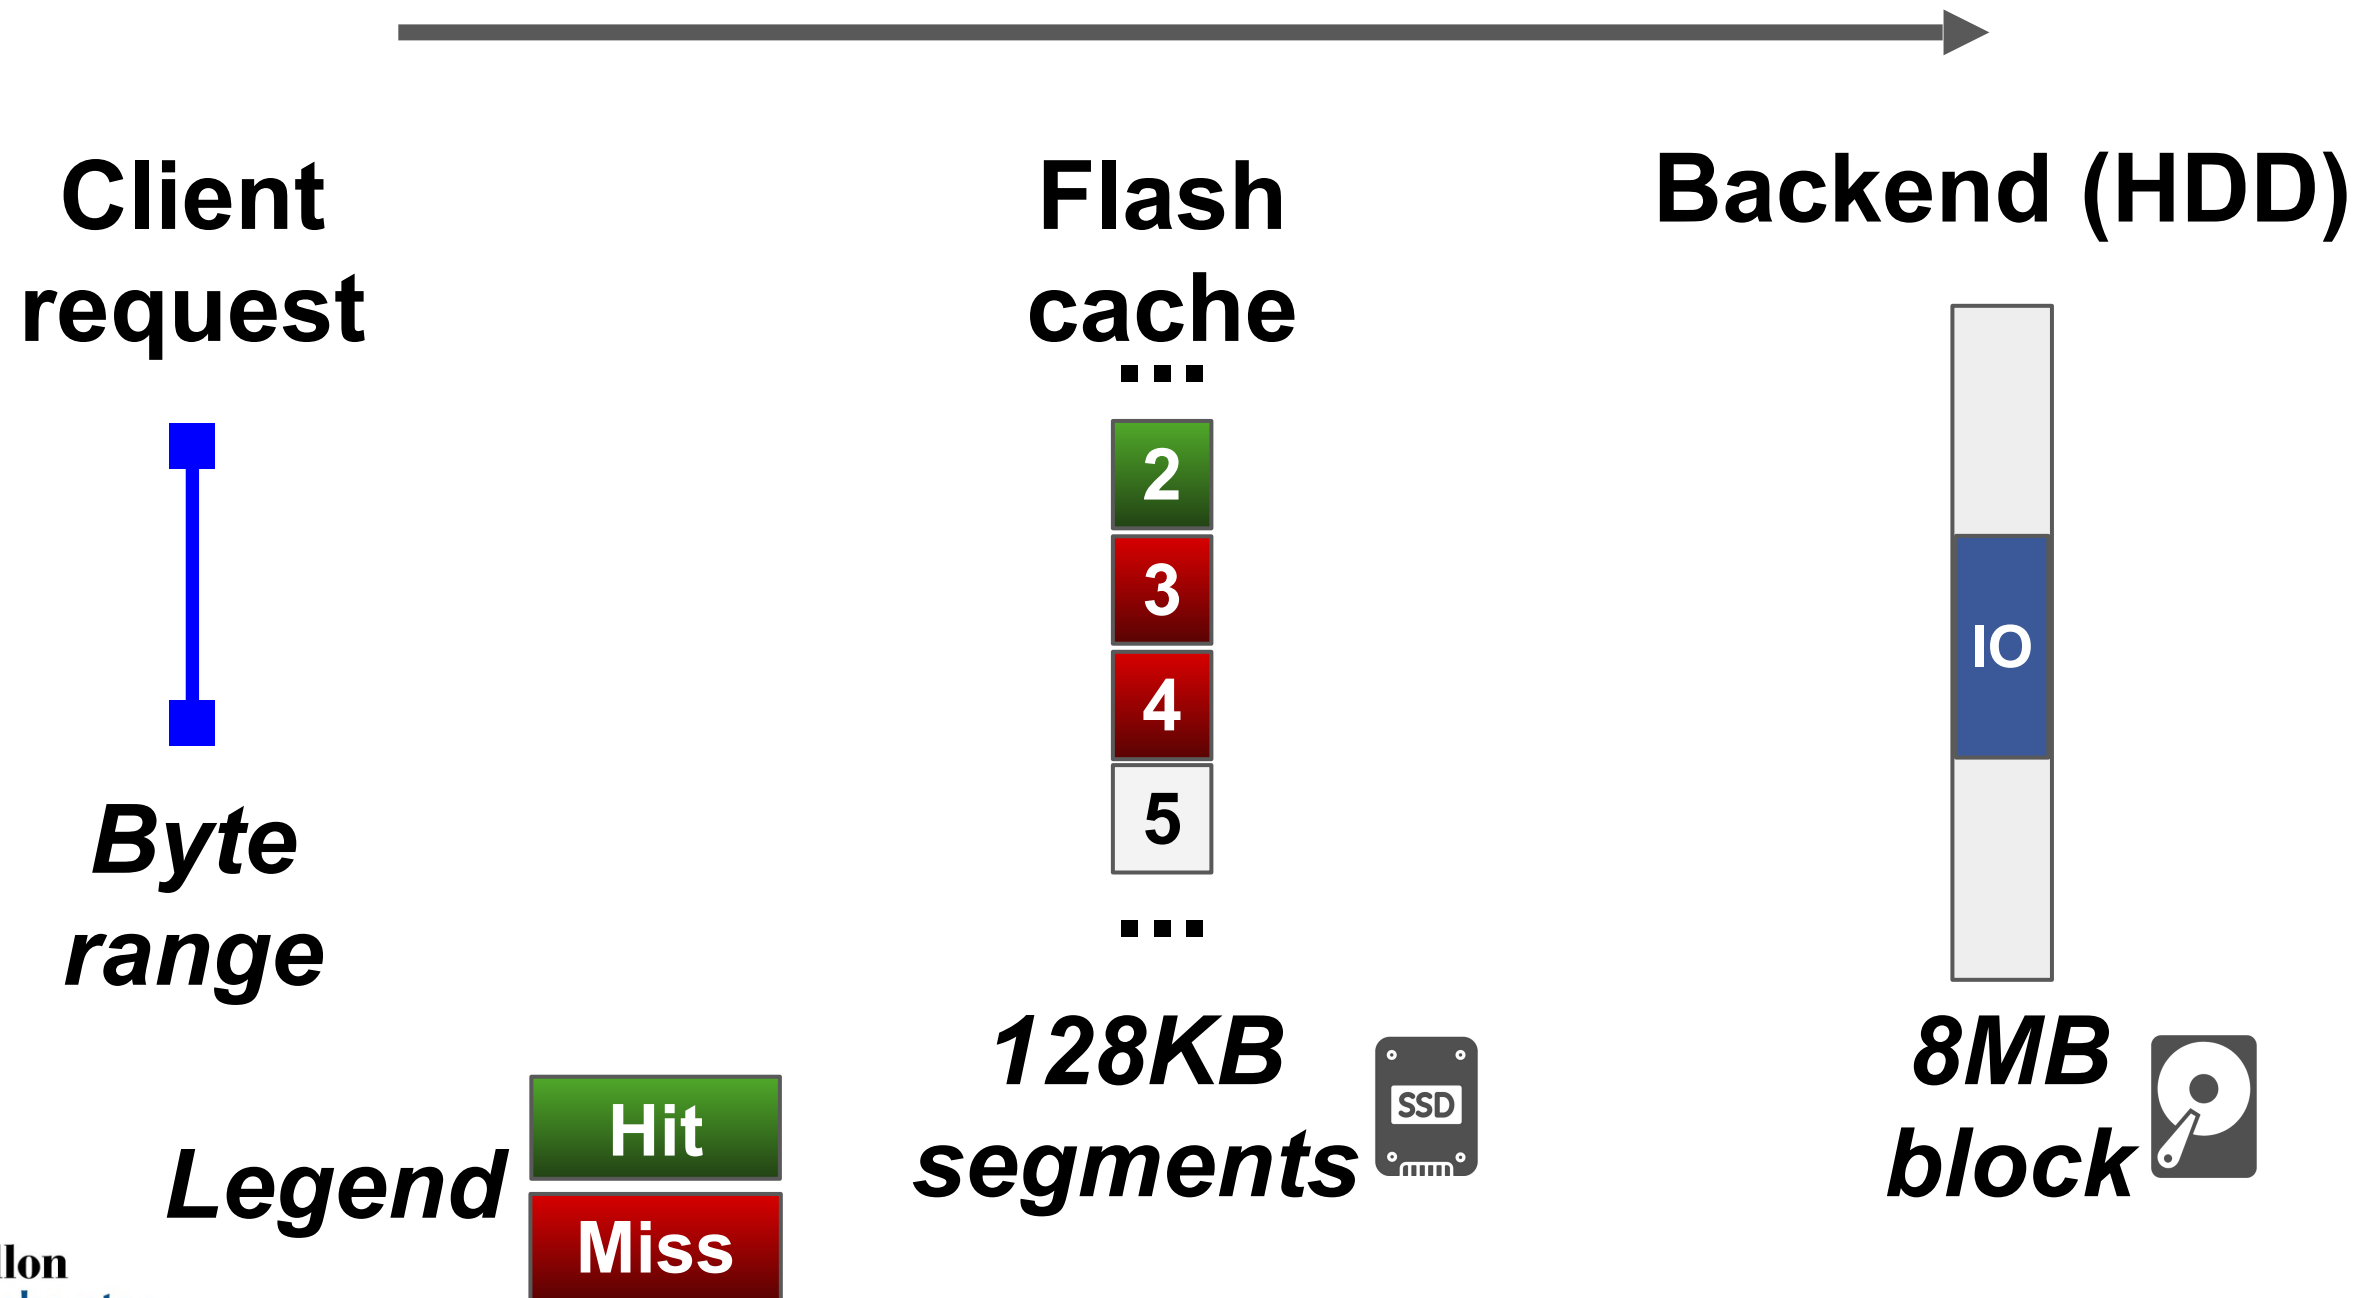 Client
request
Flash
cache
Backend (HDD)
...
2
3
4
5
...
IO
Byte
range
128KB
segments
SSD
8MB
block
Legend
Hit
Miss
llon